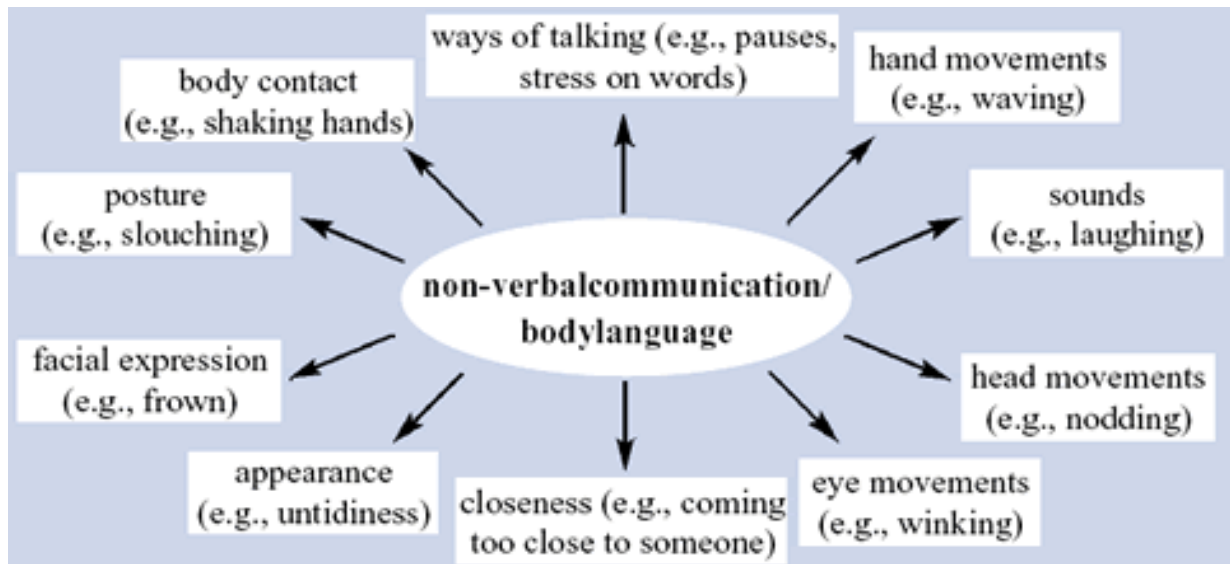 ways of talking (e.g., pauses,
stress on words)
hand movements
(e.g., waving)
body contact
(e.g., shaking hands)
posture
(e.g., slouching)
sounds
(e.g., laughing)
non-verbalcommunication/
bodylanguage
facial expression
(e.g., frown)
head movements
(e.g., nodding)
appearance
(e.g., untidiness)
closeness (e.g., coming
too close to someone)
eye movements
(e.g., winking)